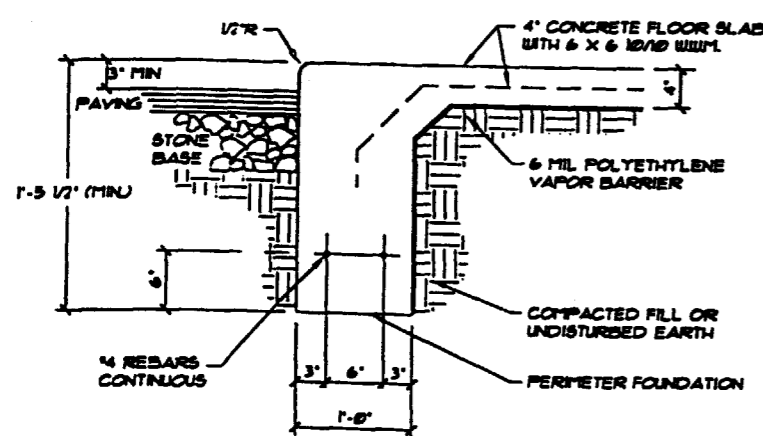 1/2"R
4" CONCRETE FLOOR SLAB
WITH 6 X 6 10/10 WWM.
3" MIN
PAVING
4"
STONE
BASE
6 MIL POLYETHYLENE
VAPOR BARRIER
1'-5 1/2" (MIN.)
6"
COMPACTED FILL OR
UNDISTURBED EARTH
#4 REBARS
CONTINUOUS
3"
6"
3"
PERIMETER FOUNDATION
1'-0"